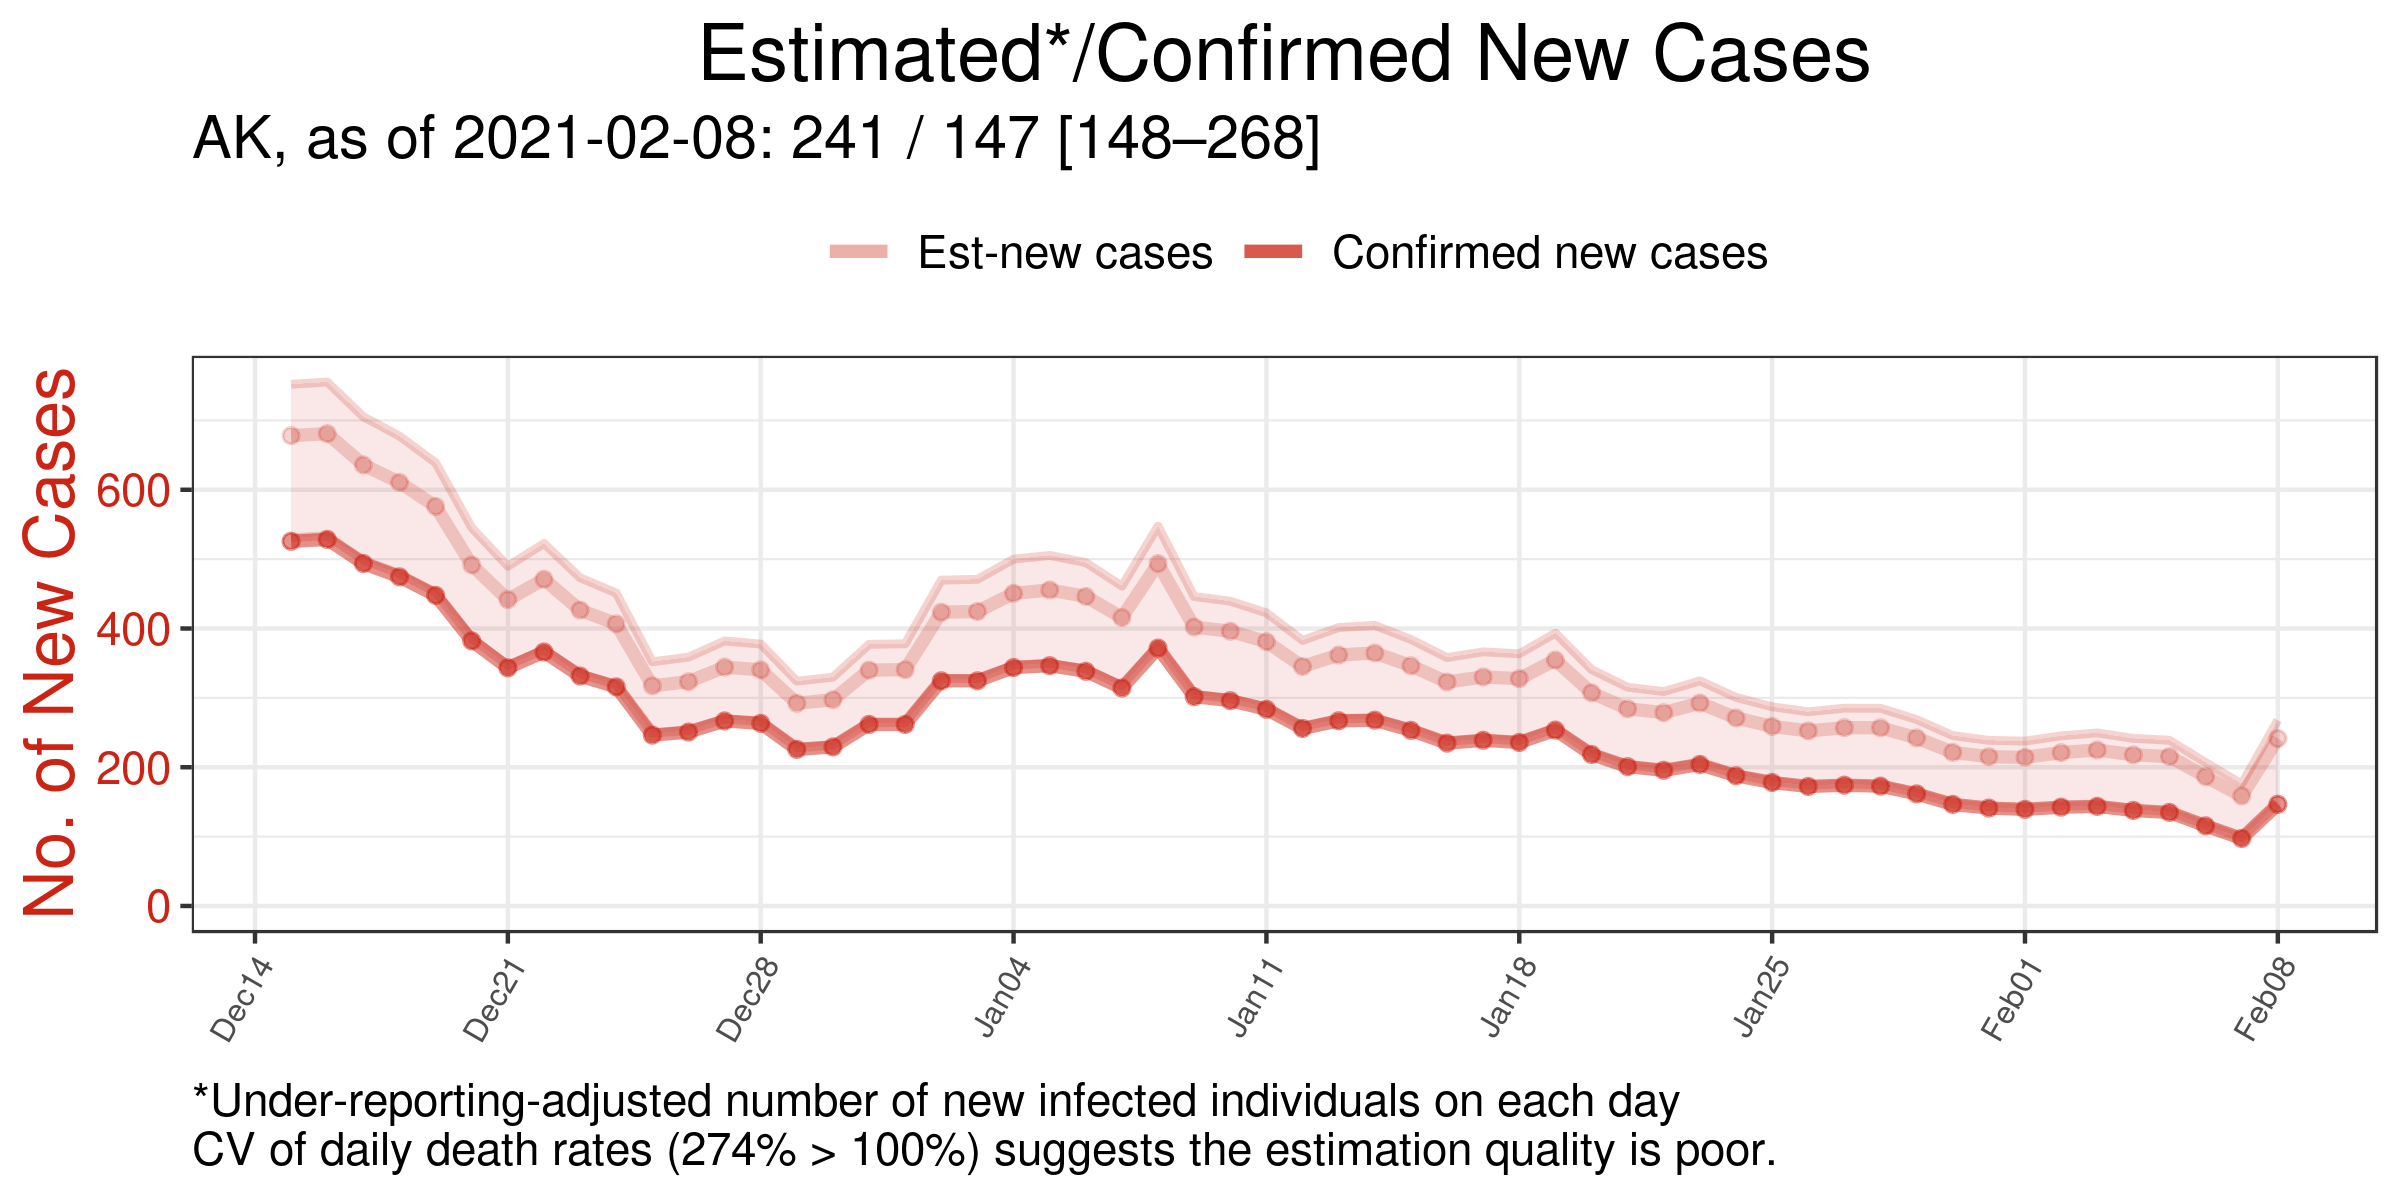 Estimated*/Confirmed New Cases
AK, as of 2021-02-08: 241 / 147 [148–268]
Est-new cases
Confirmed new cases
No. of New Cases
600
400
200
0
Dec14
Dec21
Dec28
Jan04
Jan11
Jan18
Jan25
Feb01
Feb08
*Under-reporting-adjusted number of new infected individuals on each day
CV of daily death rates (274% > 100%) suggests the estimation quality is poor.